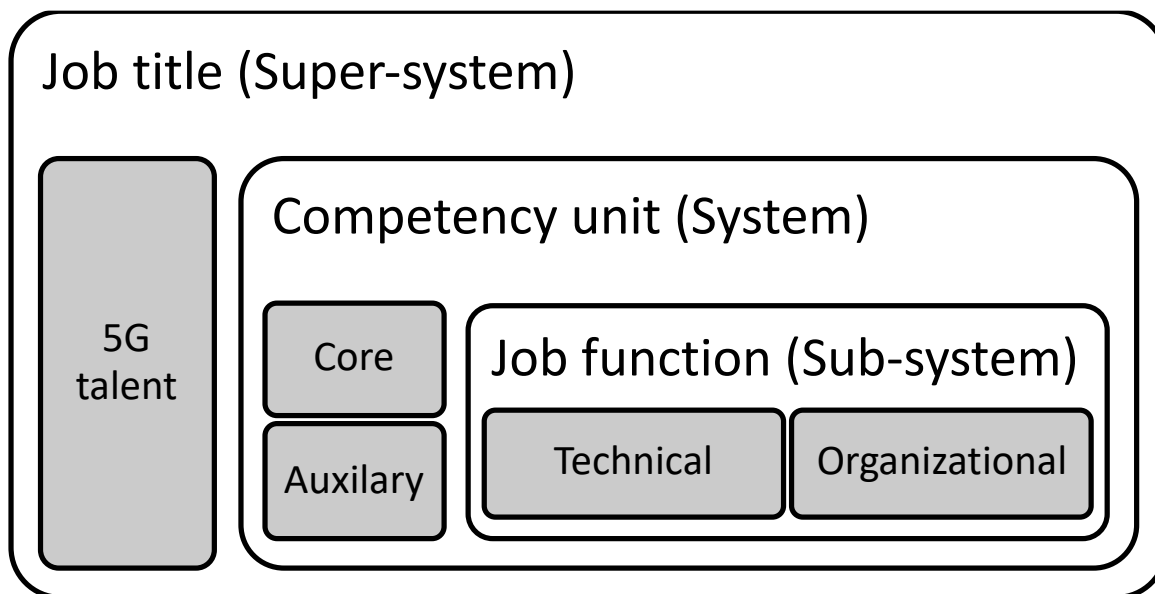 Job title (Super-system)
5G
talent
Competency unit (System)
Core
Auxilary
Job function (Sub-system)
Technical
Organizational